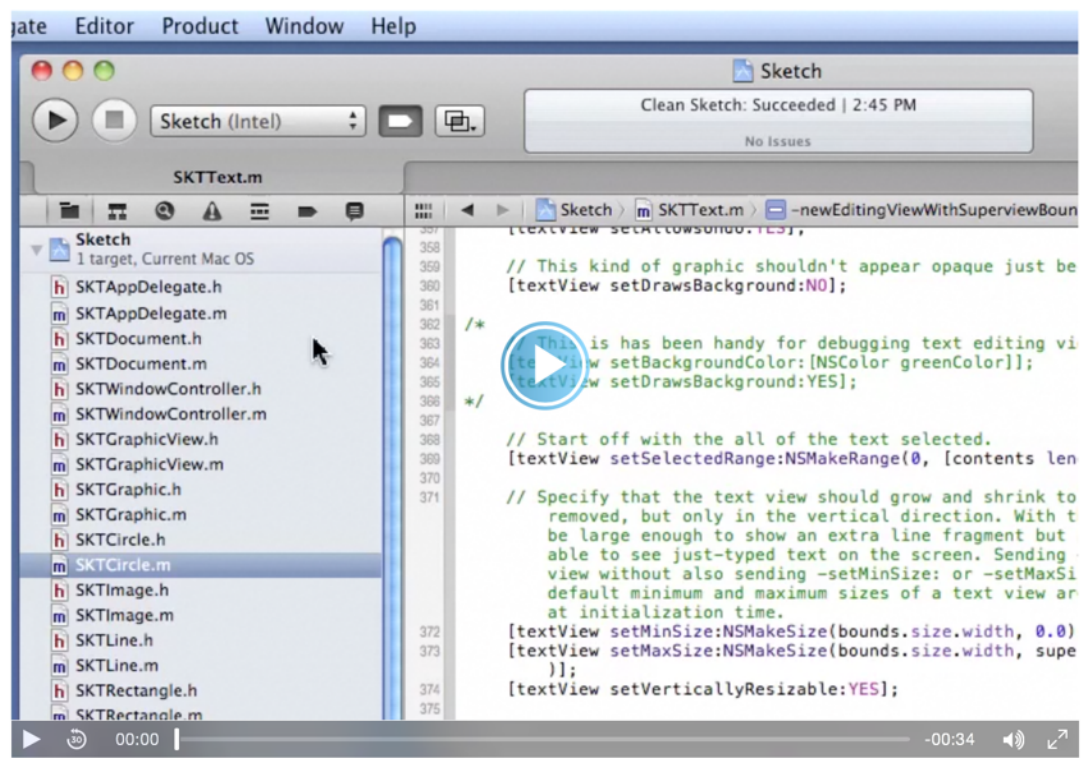 gate Editor Product Window Help
Sketch
Sketch (Intel)
Clean Sketch: Succeeded | 2:45 PM
No Issues
SKTText.m
Sketch
SKTText.m
-newEditingViewWithSuperviewBoun
Sketch
1 target, Current Mac OS
h SKTAppDelegate.h
m SKTAppDelegate.m
h SKTDocument.h
m SKTDocument.m
h SKTWindowController.h
m SKTWindowController.m
h SKTGraphicView.h
m SKTGraphicView.m
h SKTGraphic.h
m SKTGraphic.m
h SKTCircle.h
m SKTCircle.m
h SKTImage.h
m SKTImage.m
h SKTLine.h
m SKTLine.m
h SKTRectangle.h
m SKTRectangle.m
357 [textView setAllowsUndo:YES];
358
359 // This kind of graphic shouldn't appear opaque just be
360 [textView setDrawsBackground:NO];
361
362 /*
363 // This is has been handy for debugging text editing vi
364 [textView setBackgroundColor:[NSColor greenColor]];
365 [textView setDrawsBackground:YES];
366 */
367
368 // Start off with the all of the text selected.
369 [textView setSelectedRange:NSMakeRange(0, [contents len
370
371 // Specify that the text view should grow and shrink to
removed, but only in the vertical direction. With t
be large enough to show an extra line fragment but
able to see just-typed text on the screen. Sending
view without also sending -setMinSize: or -setMaxSi
default minimum and maximum sizes of a text view ar
at initialization time.
372 [textView setMinSize:NSMakeSize(bounds.size.width, 0.0)
373 [textView setMaxSize:NSMakeSize(bounds.size.width, supe
)];
374 [textView setVerticallyResizable:YES];
375
30 00:00 -00:34